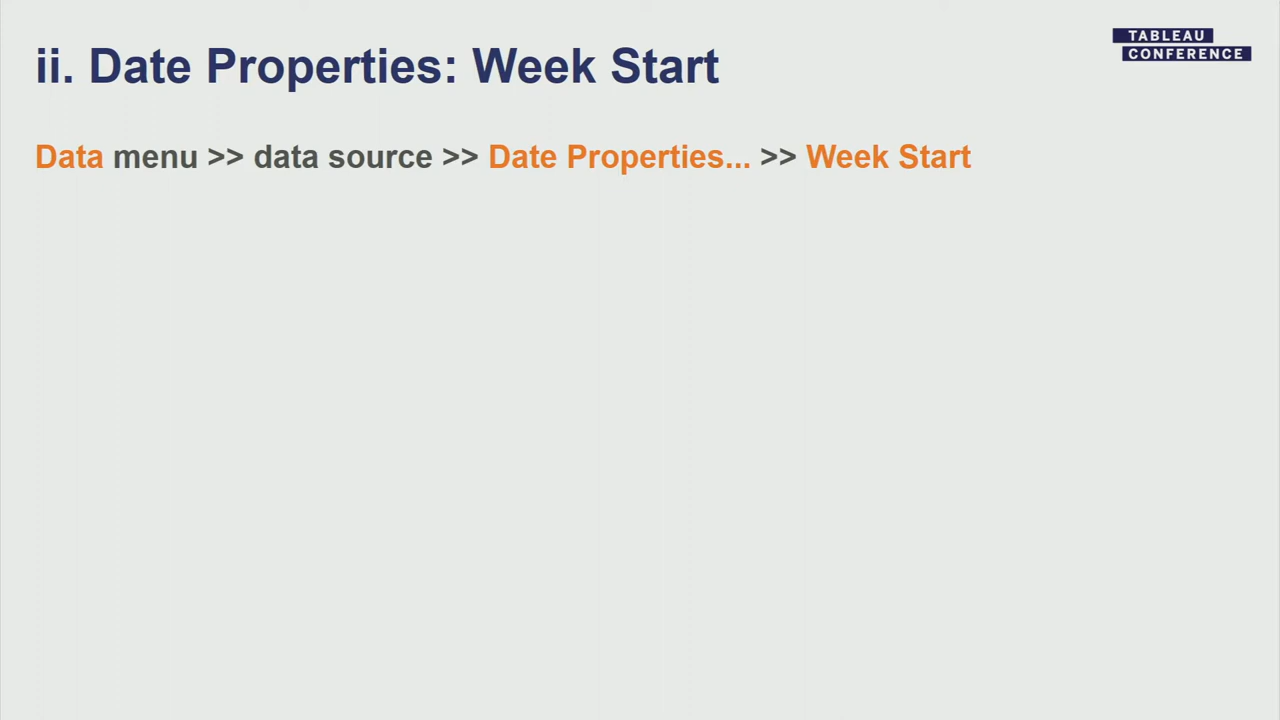 ii. Date Properties: Week Start
TABLEAU
CONFERENCE
Data menu >> data source >> Date Properties... >> Week Start